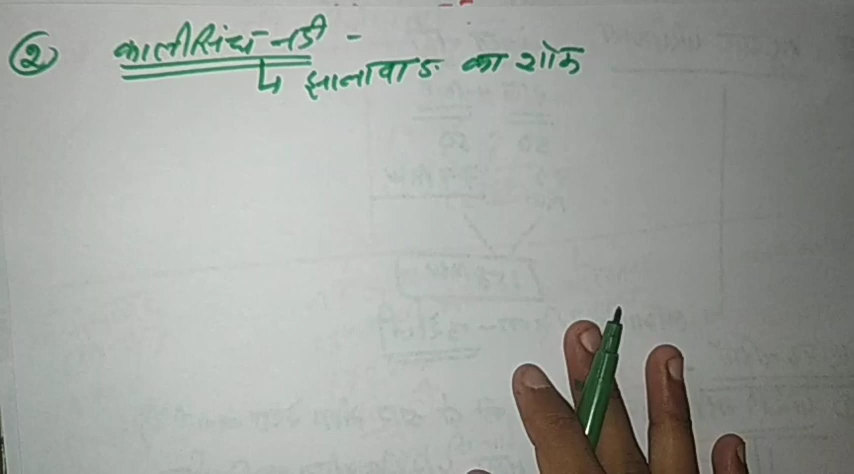 ② कालीसिंध नदी -
↳ झालावाड का शोक